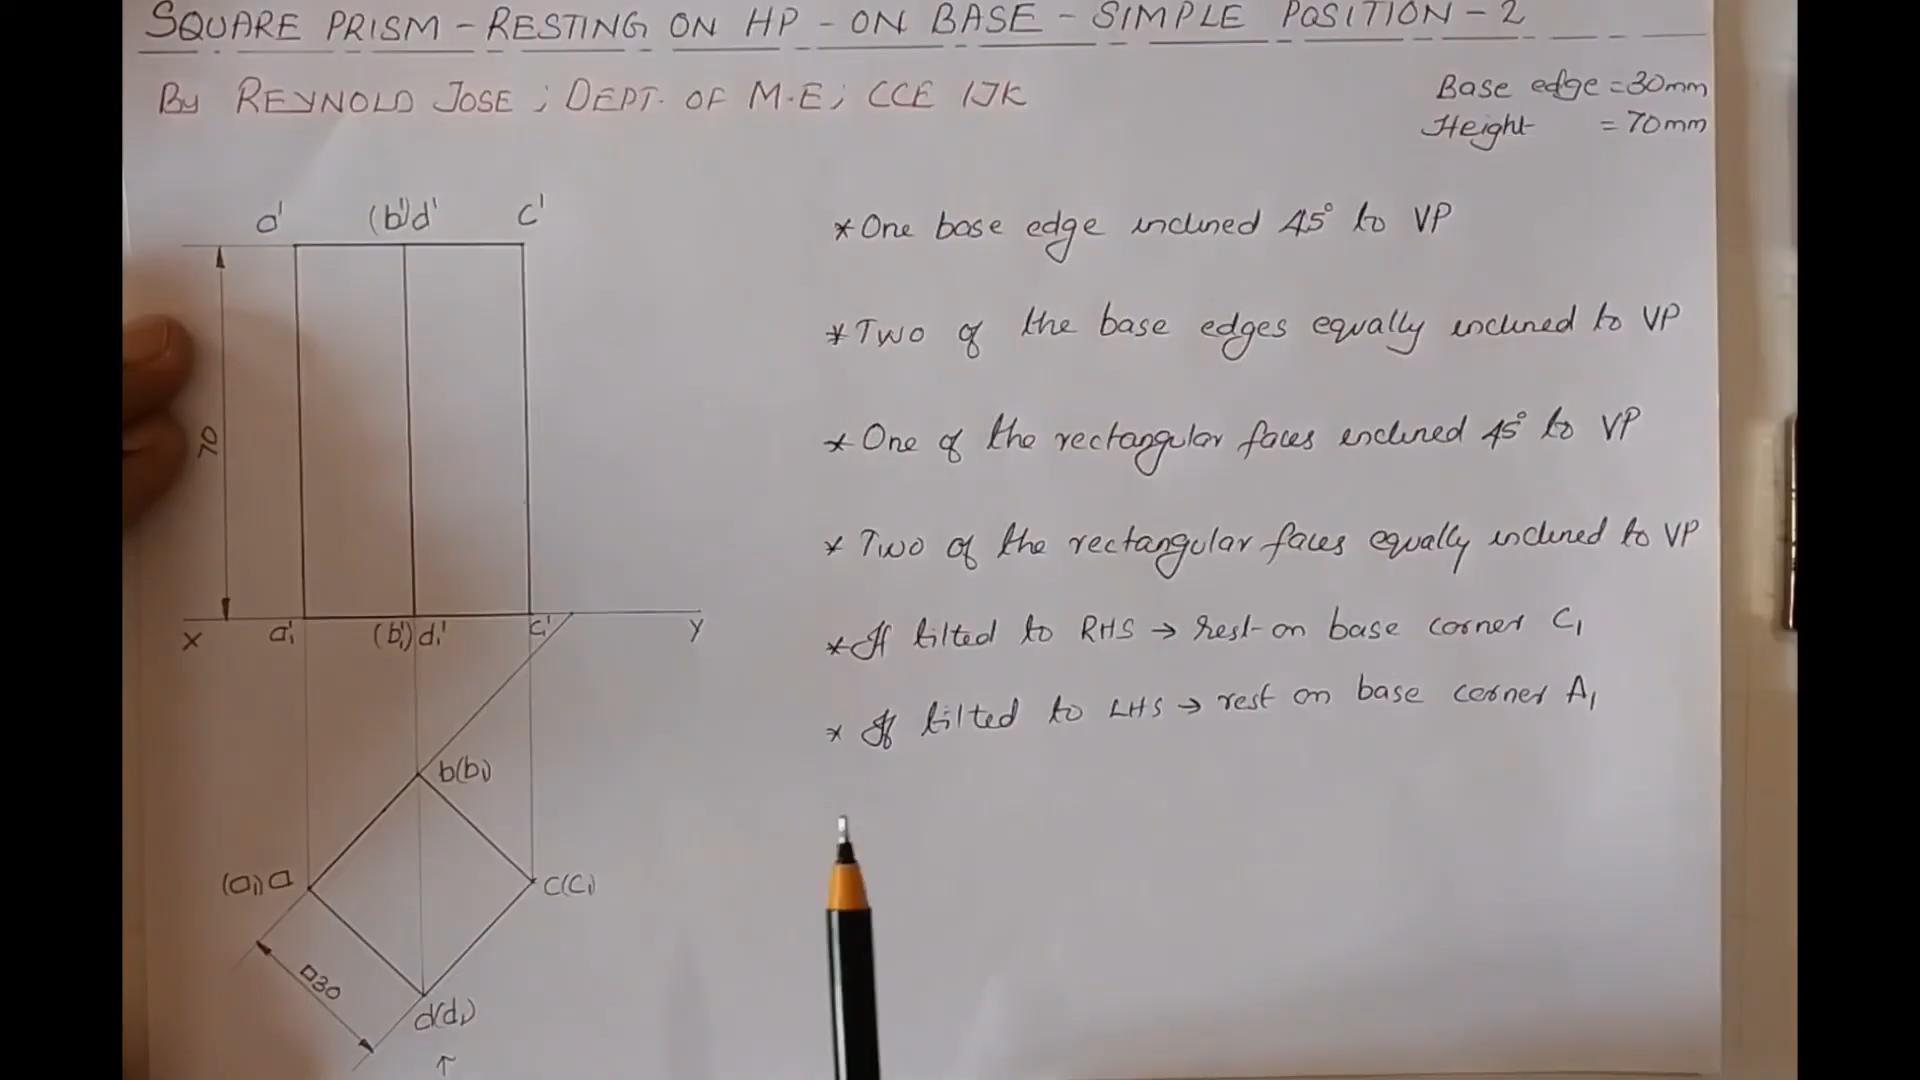 SQUARE PRISM - RESTING ON HP - ON BASE - SIMPLE POSITION - 2
By REYNOLD JOSE ; DEPT. OF M.E ; CCE IJK
Base edge = 30mm
Height = 70mm
a' (b')d' c'
70
X a₁' (b₁')d₁' c₁' Y
b(b₁)
(a₁)a c(c₁)
□30
d(d₁)
↑
* One base edge inclined 45° to VP
* Two of the base edges equally inclined to VP
* One of the rectangular faces inclined 45° to VP
* Two of the rectangular faces equally inclined to VP
* If tilted to RHS → rest on base corner C₁
* If tilted to LHS → rest on base corner A₁